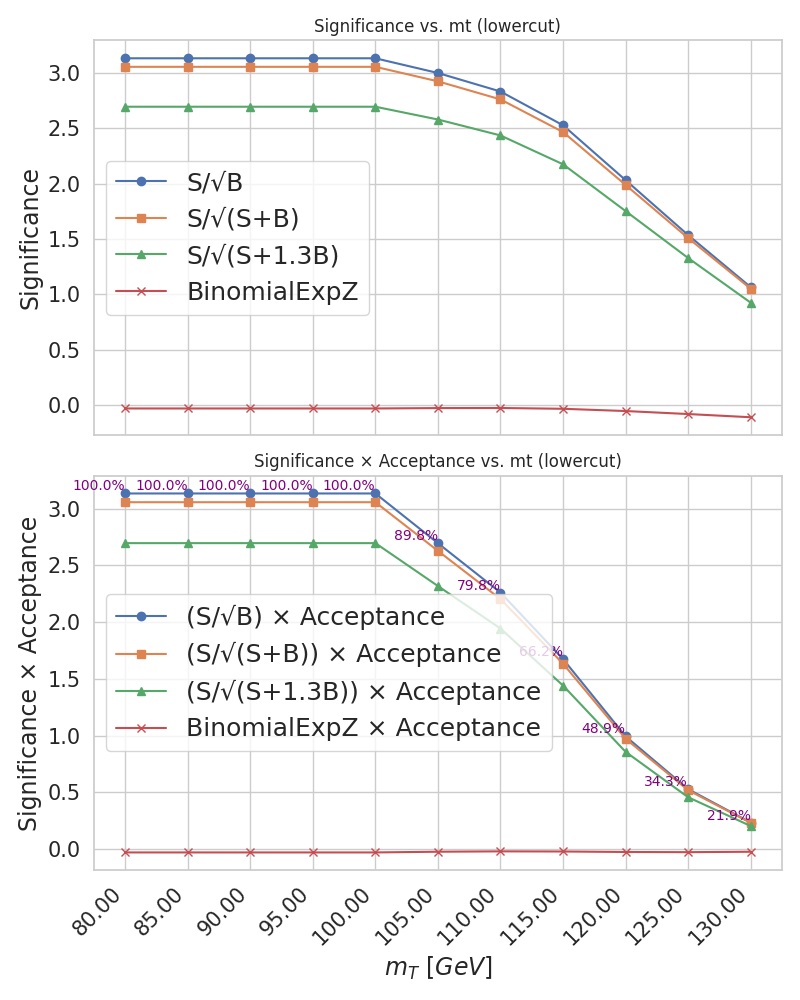 Significance vs. mt (lowercut)
Significance
3.0
2.5
2.0
1.5
1.0
0.5
0.0
S/√B
S/√(S+B)
S/√(S+1.3B)
BinomialExpZ
Significance × Acceptance vs. mt (lowercut)
Significance × Acceptance
3.0
2.5
2.0
1.5
1.0
0.5
0.0
100.0% 100.0% 100.0% 100.0% 100.0%
89.8%
79.8%
66.2%
48.9%
34.3%
21.9%
(S/√B) × Acceptance
(S/√(S+B)) × Acceptance
(S/√(S+1.3B)) × Acceptance
BinomialExpZ × Acceptance
80.00 85.00 90.00 95.00 100.00 105.00 110.00 115.00 120.00 125.00 130.00
m_T [GeV]